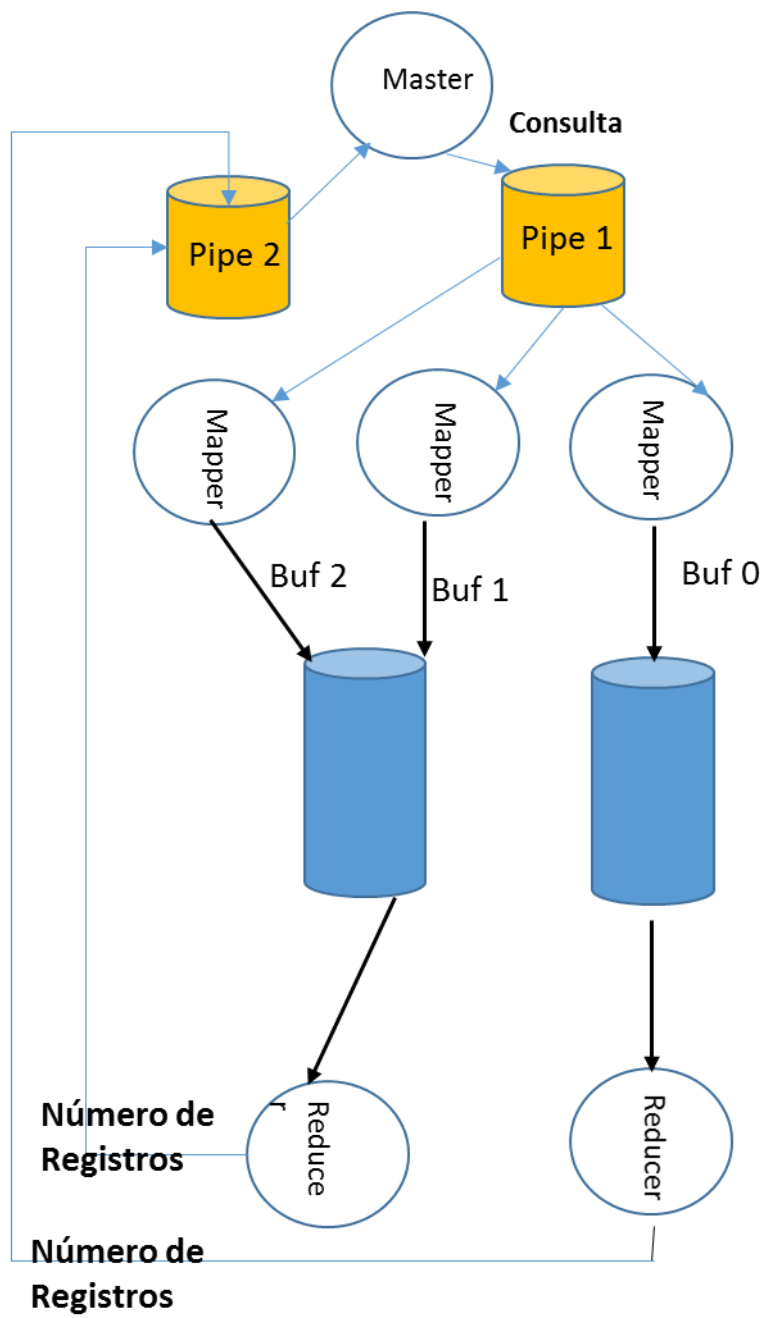 Master
Consulta
Pipe 2
Pipe 1
Mapper
Mapper
Mapper
Buf 2
Buf 1
Buf 0
Número de
Registros
Reduce
r
Reducer
Número de
Registros